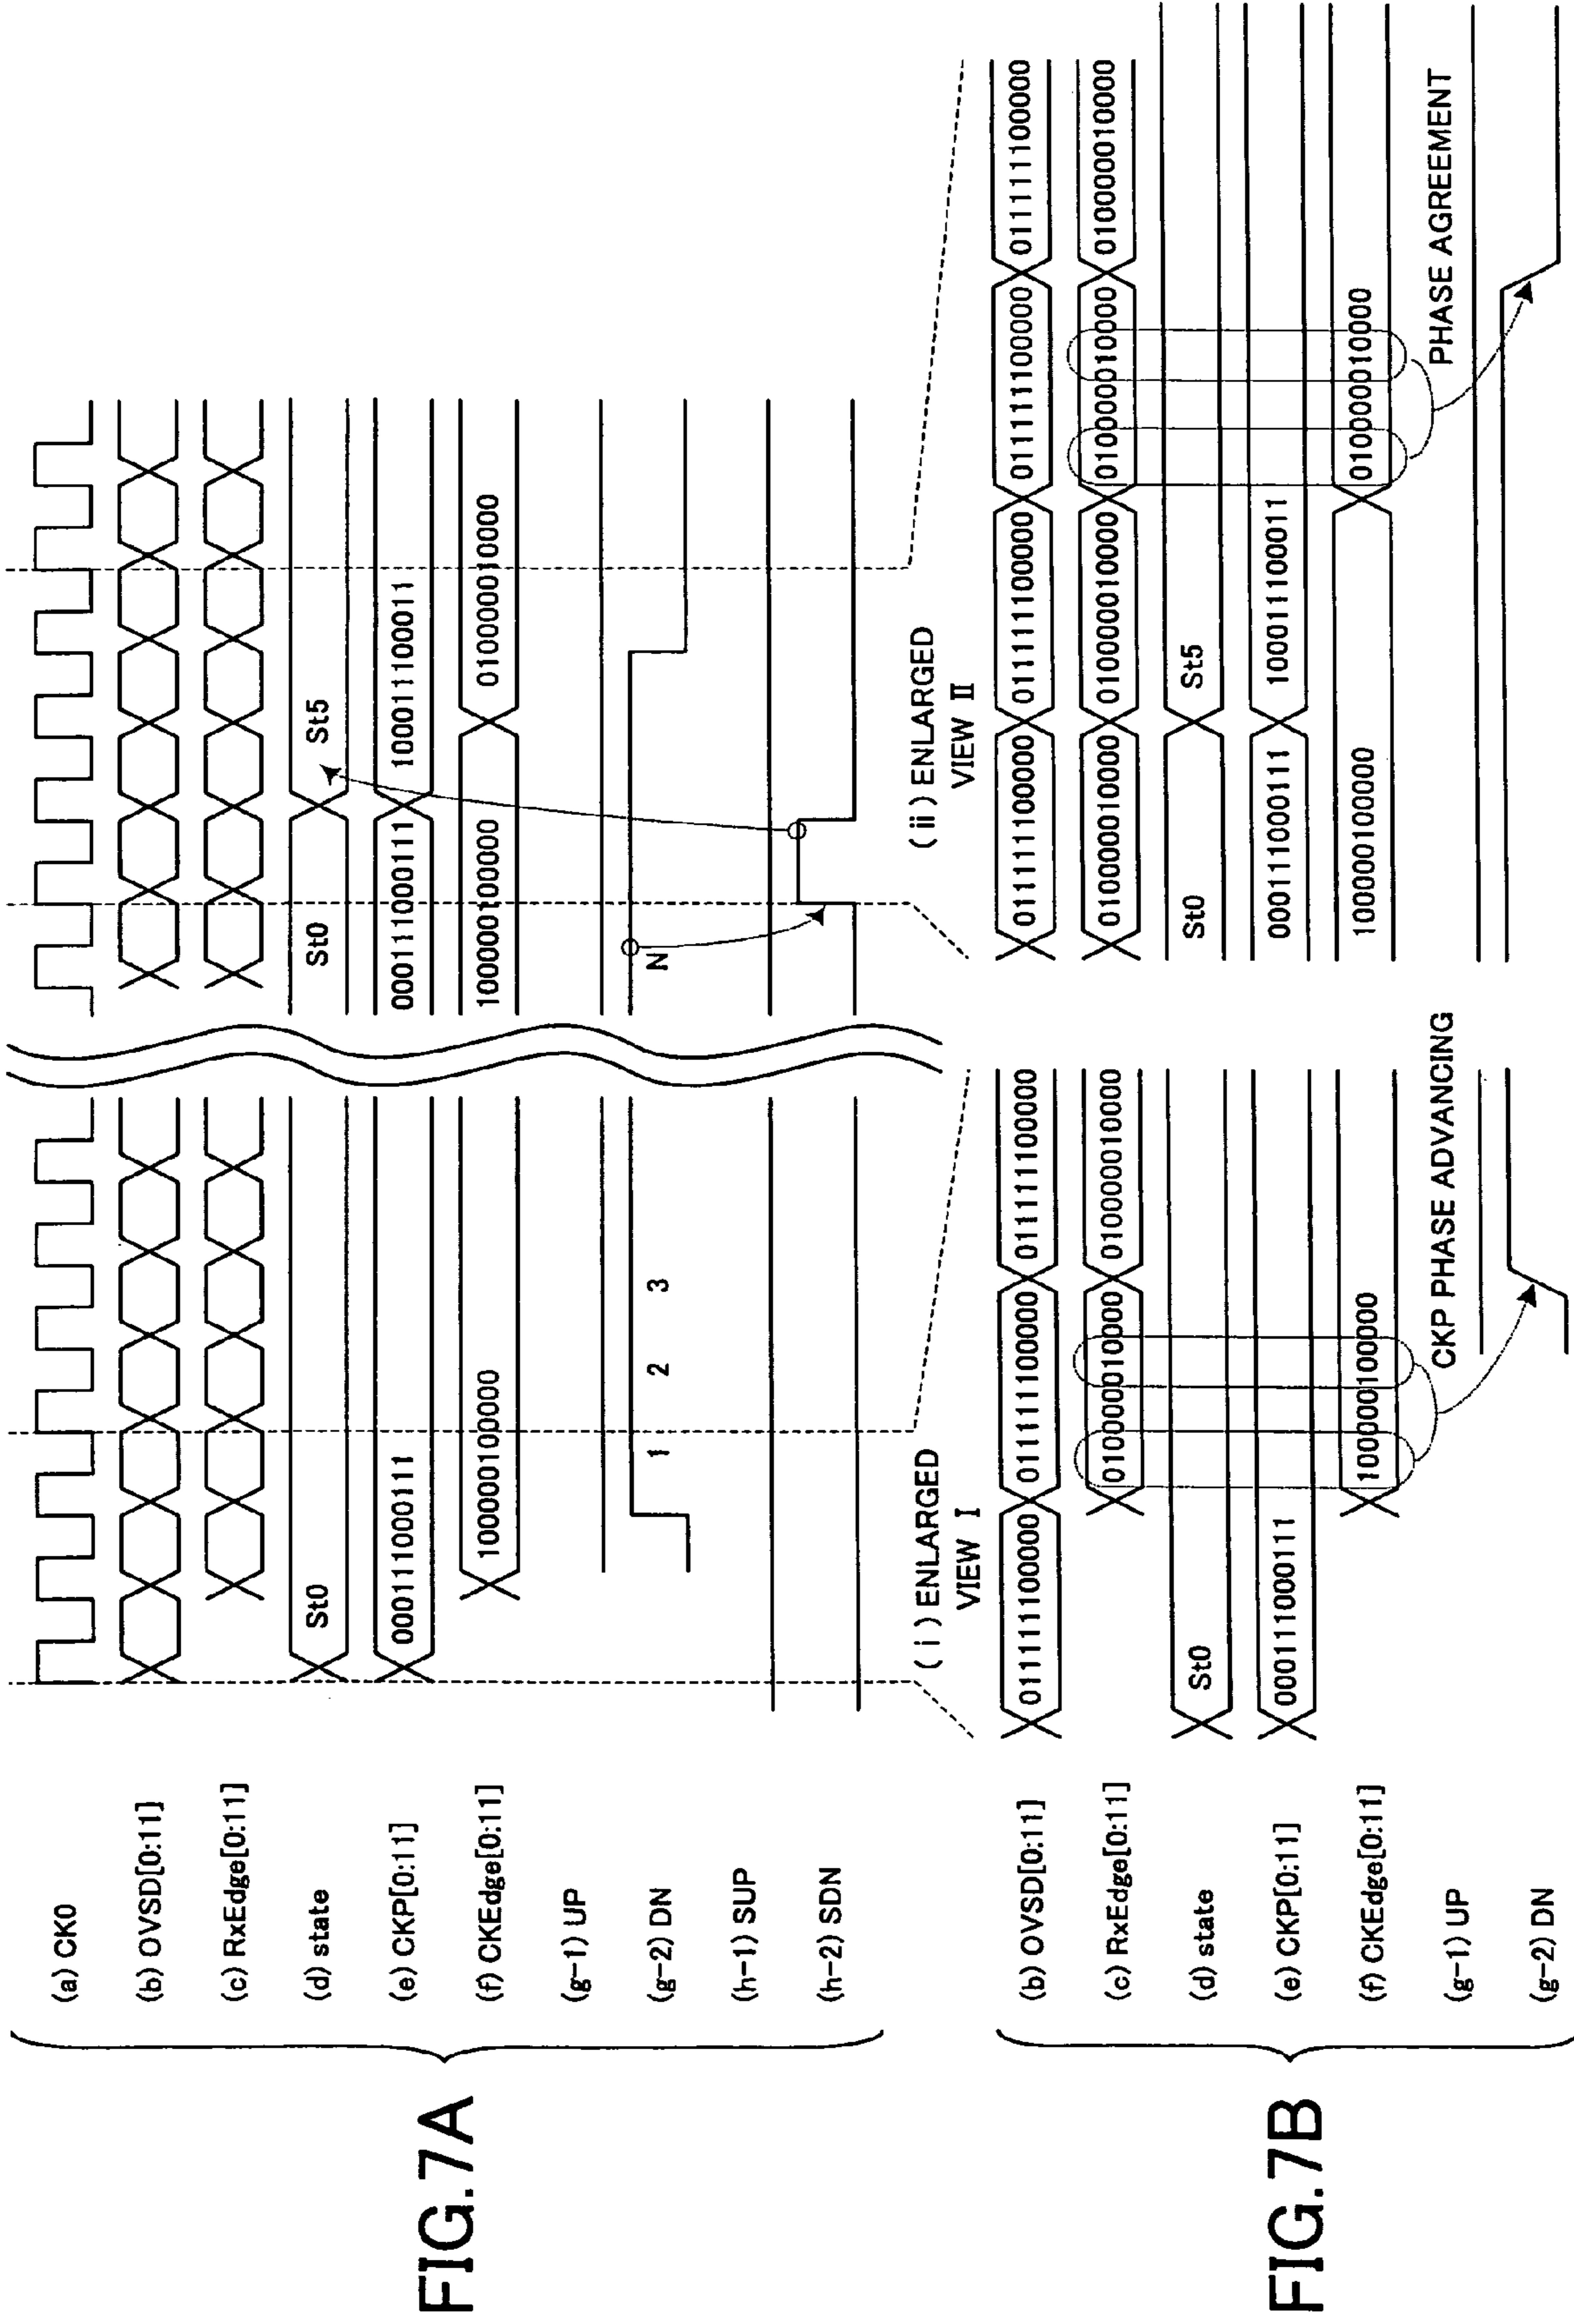 FIG.7A
(a) CK0
(b) OVSD[0:11]
(c) RxEdge[0:11]
(d) state St0 St0 St5
(e) CKP[0:11] 000111000111 000111000111 100011100011
(f) CKEdge[0:11] 100000100000 100000100000 010000010000
(g-1) UP
(g-2) DN 1 2 3 N
(h-1) SUP
(h-2) SDN
FIG.7B
(i) ENLARGED
VIEW I
(ii) ENLARGED
VIEW II
(b) OVSD[0:11] 011111100000 011111100000 011111100000 011111100000 011111100000 011111100000 011111100000
(c) RxEdge[0:11] 010000010000 010000010000 010000010000 010000010000 010000010000 010000010000
(d) state St0 St0 St5
(e) CKP[0:11] 000111000111 000111000111 100011100011
(f) CKEdge[0:11] 100000100000 100000100000 010000010000
CKP PHASE ADVANCING PHASE AGREEMENT
(g-1) UP
(g-2) DN